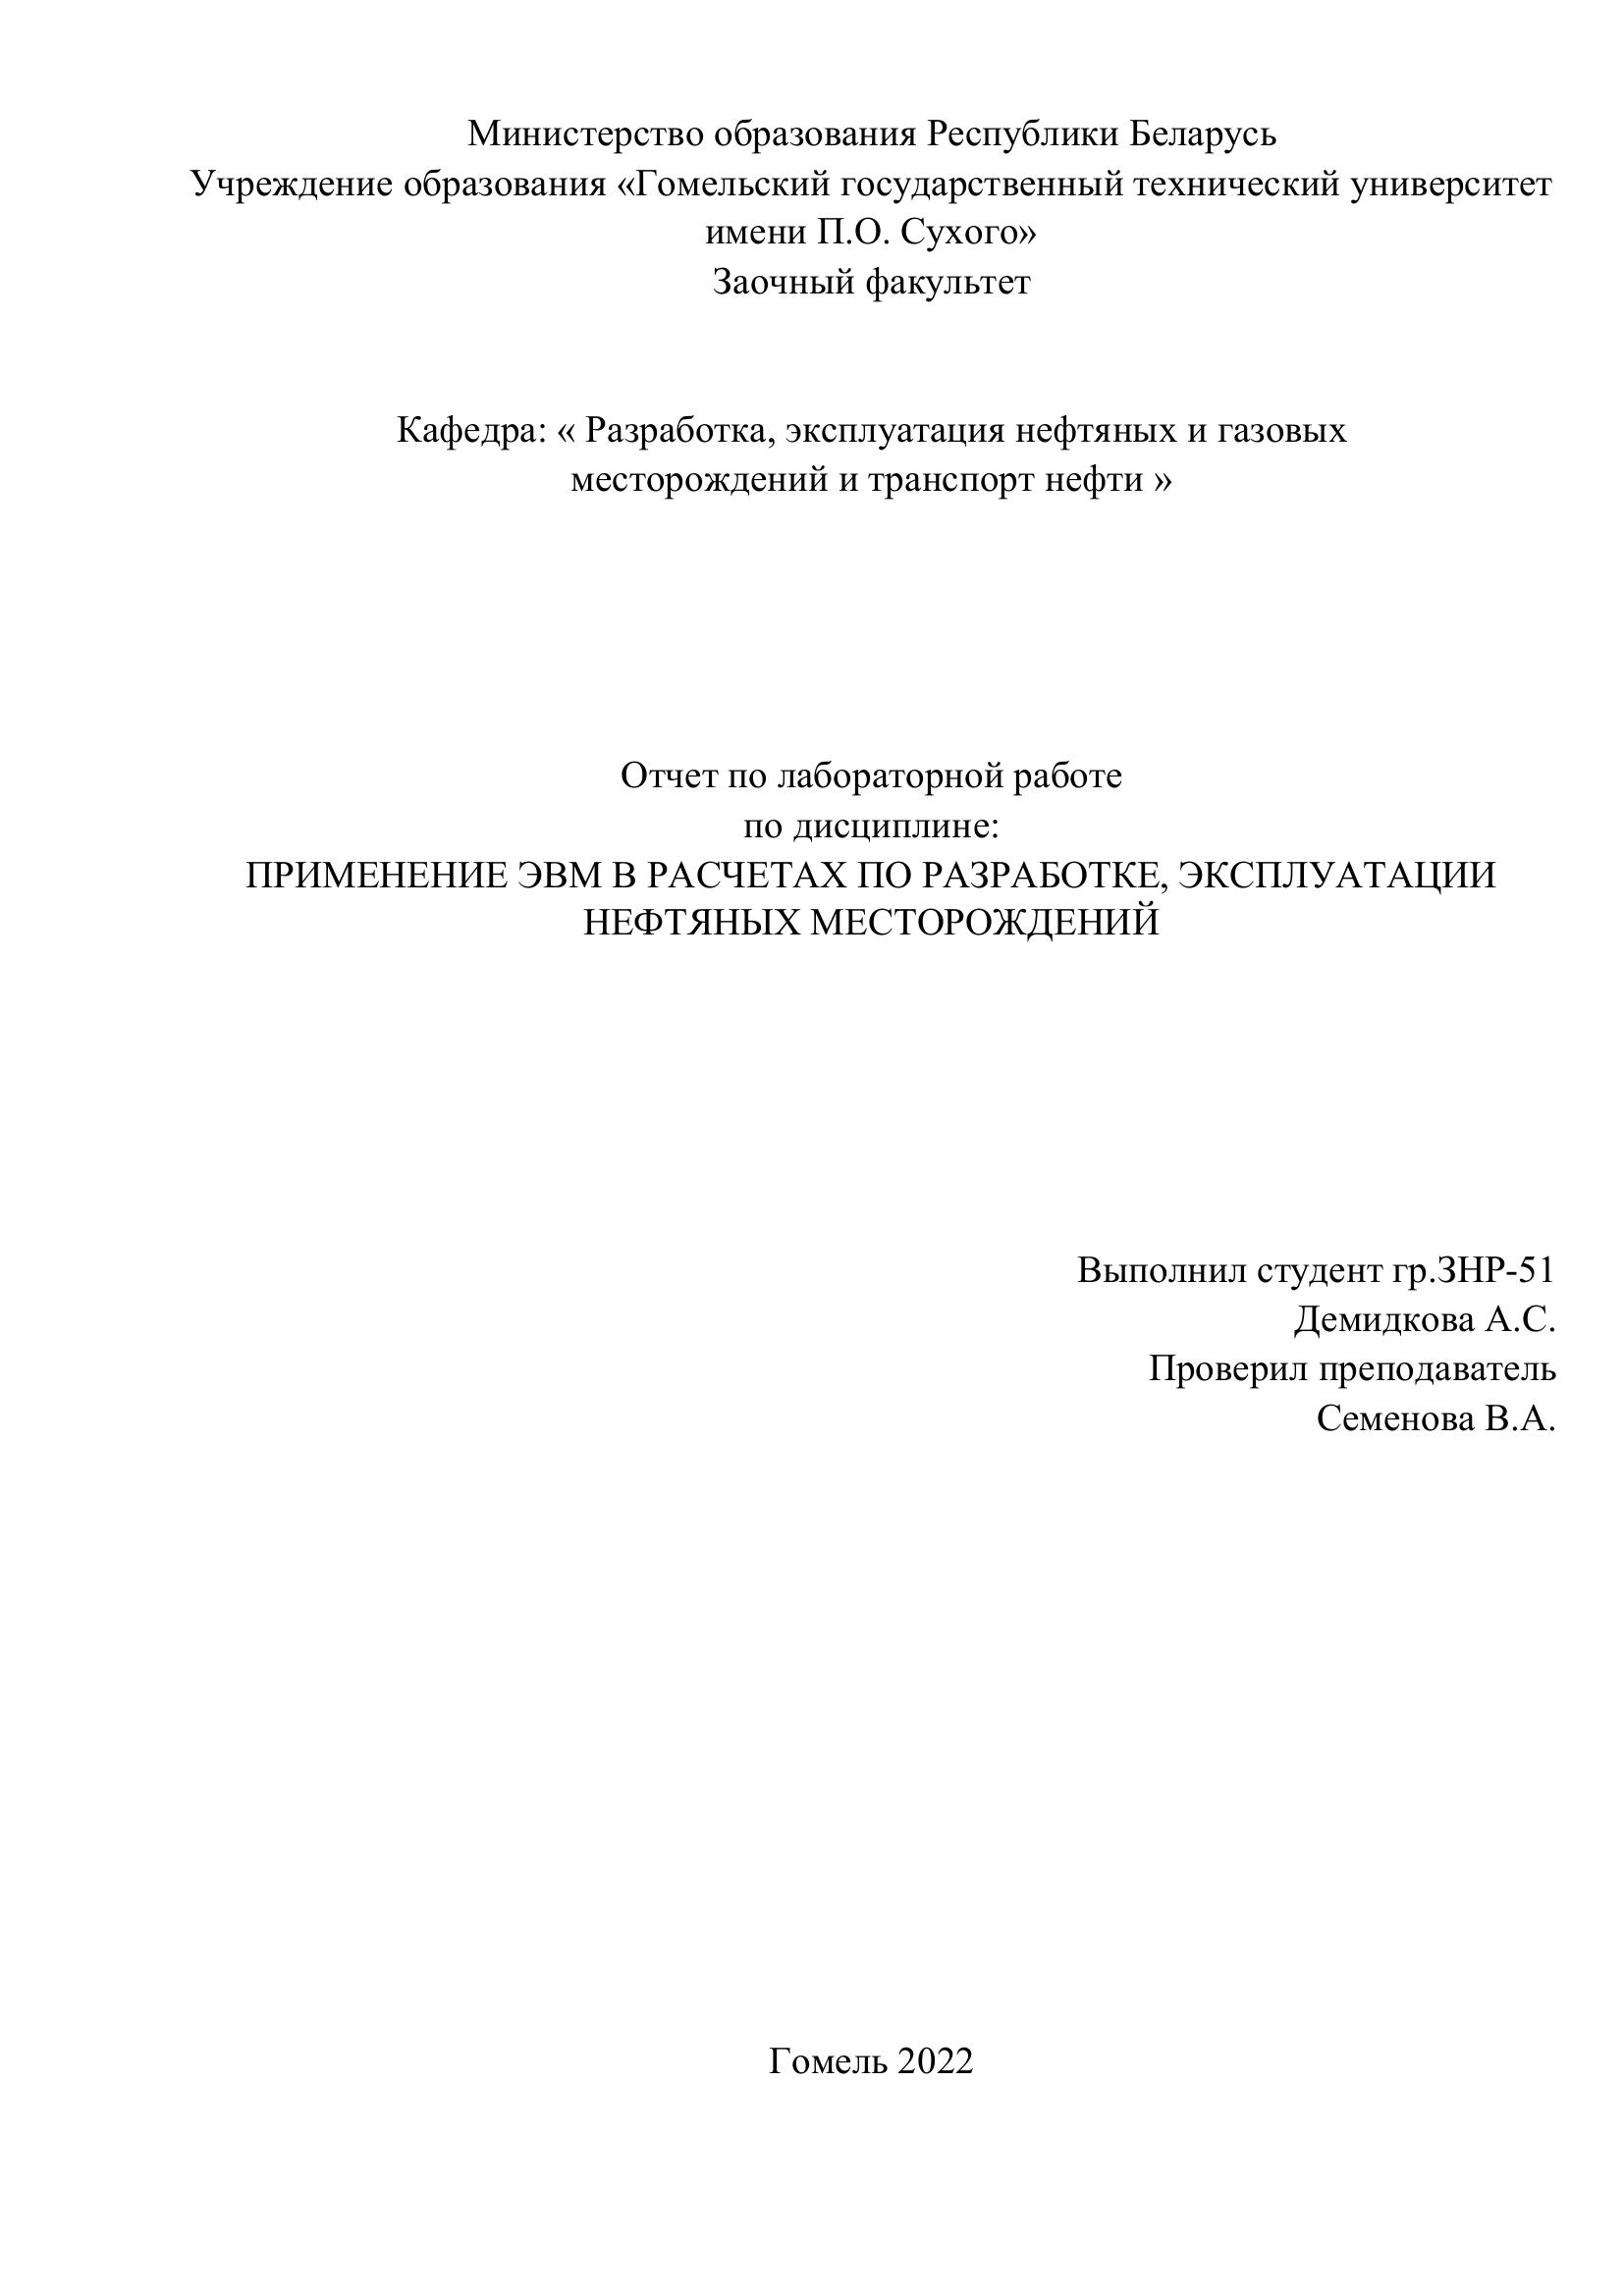 Министерство образования Республики Беларусь
Учреждение образования «Гомельский государственный технический университет
имени П.О. Сухого»
Заочный факультет
Кафедра: « Разработка, эксплуатация нефтяных и газовых
месторождений и транспорт нефти »
Отчет по лабораторной работе
по дисциплине:
ПРИМЕНЕНИЕ ЭВМ В РАСЧЕТАХ ПО РАЗРАБОТКЕ, ЭКСПЛУАТАЦИИ
НЕФТЯНЫХ МЕСТОРОЖДЕНИЙ
Выполнил студент гр.ЗНР-51
Демидкова А.С.
Проверил преподаватель
Семенова В.А.
Гомель 2022